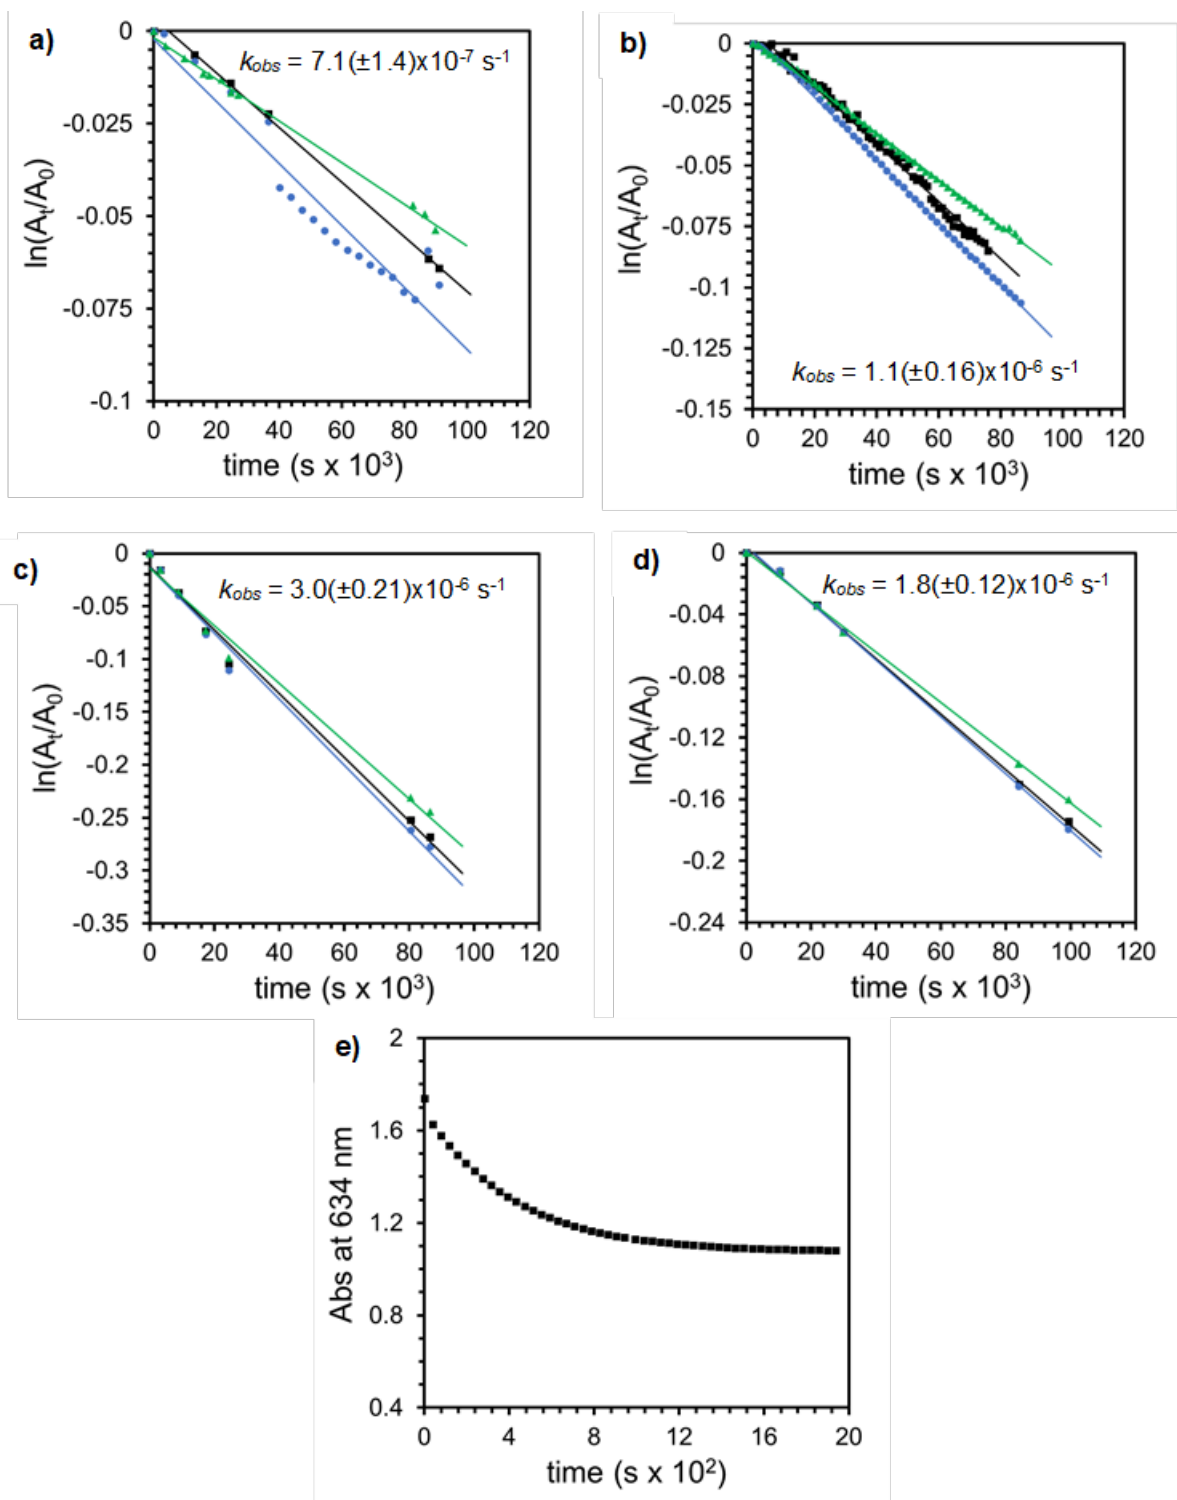 a)
k_obs = 7.1(±1.4)x10⁻⁷ s⁻¹
0
-0.025
-0.05
-0.075
-0.1
ln(Aₜ/A₀)
0 20 40 60 80 100 120
time (s x 10³)
b)
0
-0.025
-0.05
-0.075
-0.1
-0.125
-0.15
ln(Aₜ/A₀)
k_obs = 1.1(±0.16)x10⁻⁶ s⁻¹
0 20 40 60 80 100 120
time (s x 10³)
c)
k_obs = 3.0(±0.21)x10⁻⁶ s⁻¹
0
-0.05
-0.1
-0.15
-0.2
-0.25
-0.3
-0.35
ln(Aₜ/A₀)
0 20 40 60 80 100 120
time (s x 10³)
d)
k_obs = 1.8(±0.12)x10⁻⁶ s⁻¹
0
-0.04
-0.08
-0.12
-0.16
-0.2
-0.24
ln(Aₜ/A₀)
0 20 40 60 80 100 120
time (s x 10³)
e)
2
1.6
1.2
0.8
0.4
Abs at 634 nm
0 4 8 12 16 20
time (s x 10²)